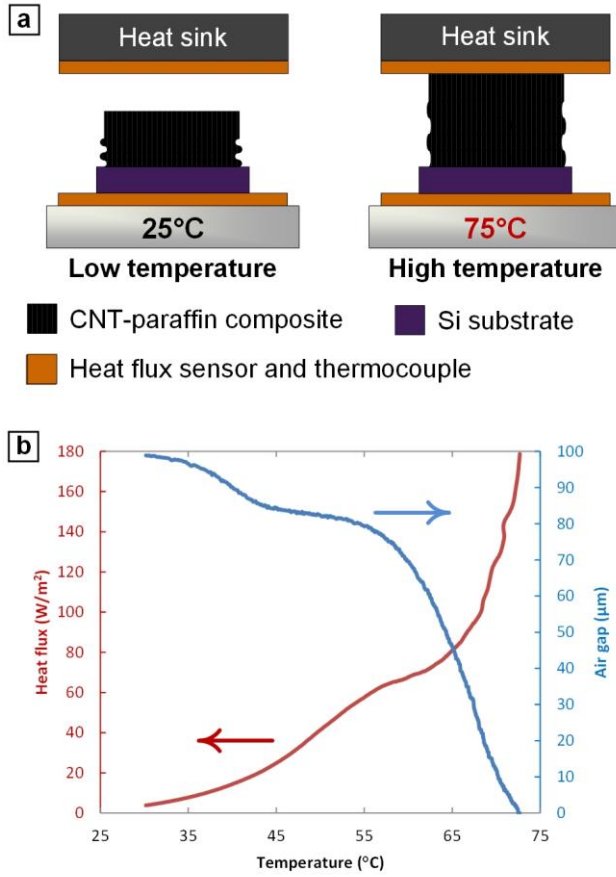 a
Heat sink
Heat sink
25°C
75°C
Low temperature
High temperature
CNT-paraffin composite
Si substrate
Heat flux sensor and thermocouple
b
180
160
140
120
100
80
60
40
20
0
Heat flux (W/m²)
100
90
80
70
60
50
40
30
20
10
0
Air gap (µm)
25
35
45
55
65
75
Temperature (°C)